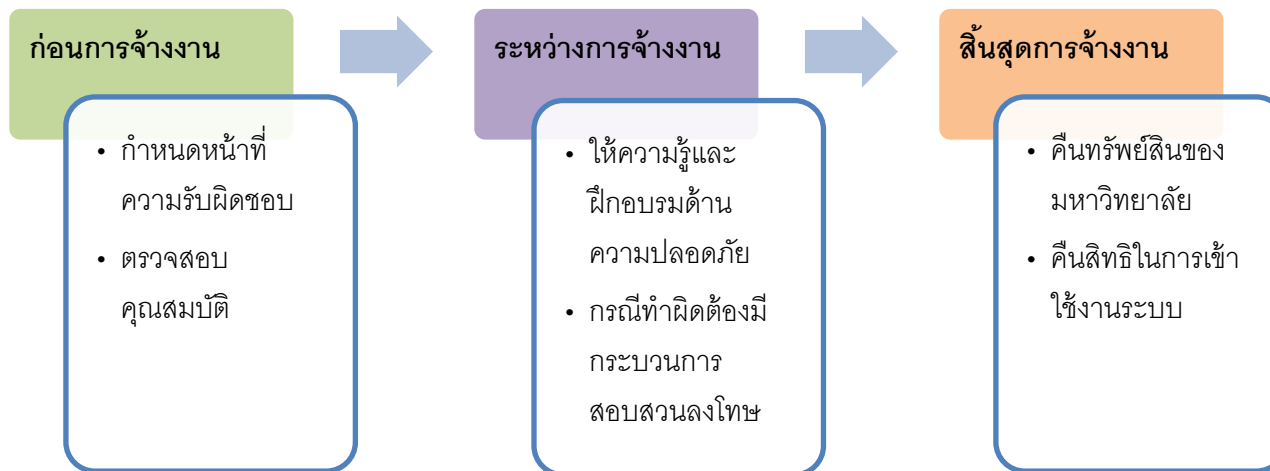 ก่อนการจ้างงาน
• กำหนดหน้าที่
ความรับผิดชอบ
• ตรวจสอบ
คุณสมบัติ
ระหว่างการจ้างงาน
• ให้ความรู้และ
ฝึกอบรมด้าน
ความปลอดภัย
• กรณีทำผิดต้องมี
กระบวนการ
สอบสวนลงโทษ
สิ้นสุดการจ้างงาน
• คืนทรัพย์สินของ
มหาวิทยาลัย
• คืนสิทธิในการเข้า
ใช้งานระบบ